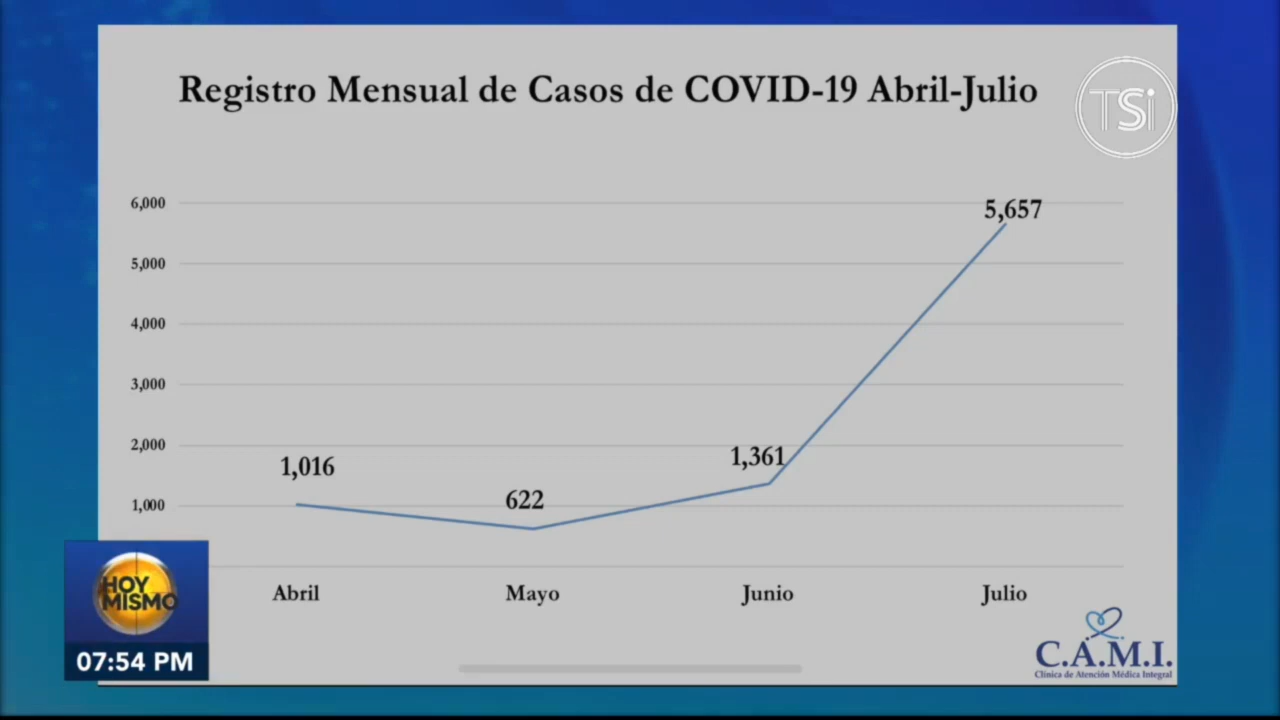 Registro Mensual de Casos de COVID-19 Abril-Julio
TSi
6,000
5,657
5,000
4,000
3,000
2,000
1,361
1,016
622
1,000
Abril
Mayo
Junio
Julio
HOY
MISMO
07:54 PM
C.A.M.I.
Clínica de Atención Médica Integral